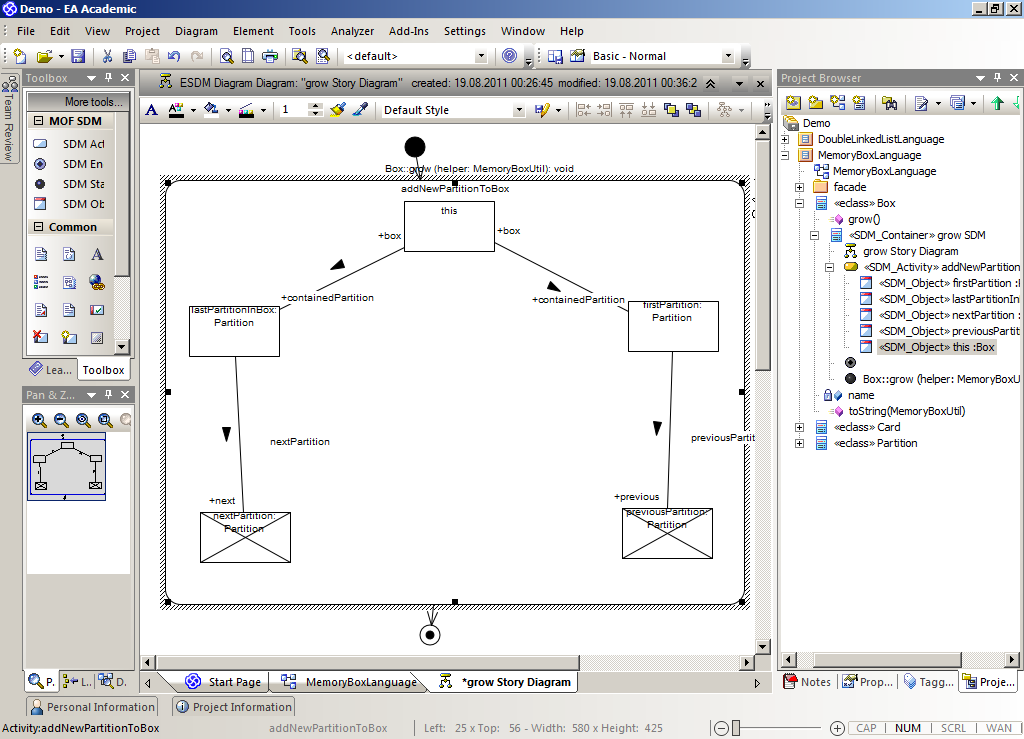 Demo - EA Academic
File Edit View Project Diagram Element Tools Analyzer Add-Ins Settings Window Help
<default> Basic - Normal
Team Review
Toolbox
More tools...
MOF SDM
SDM Act
SDM En
SDM Sta
SDM Ob
Common
Lea... Toolbox
Pan & Z...
P. L.. D.
ESDM Diagram Diagram: "grow Story Diagram" created: 19.08.2011 00:26:45 modified: 19.08.2011 00:36:2
1 Default Style
Box::grow (helper: MemoryBoxUtil): void
addNewPartitionToBox
this
+box +box
+containedPartition +containedPartition
lastPartitionInBox:
Partition
firstPartition:
Partition
nextPartition previousPartit
+next +previous
nextPartition:
Partition
previousPartition:
Partition
Start Page MemoryBoxLanguage *grow Story Diagram
Project Browser
Demo
DoubleLinkedListLanguage
MemoryBoxLanguage
MemoryBoxLanguage
facade
«eclass» Box
grow()
«SDM_Container» grow SDM
grow Story Diagram
«SDM_Activity» addNewPartition
«SDM_Object» firstPartition :
«SDM_Object» lastPartitionIn
«SDM_Object» nextPartition :
«SDM_Object» previousPartit
«SDM_Object» this :Box
Box::grow (helper: MemoryBoxU
name
toString(MemoryBoxUtil)
«eclass» Card
«eclass» Partition
Notes Prop... Tagg... Proje...
Personal Information Project Information
Activity:addNewPartitionToBox addNewPartitionToBox Left: 25 x Top: 56 - Width: 580 x Height: 425 CAP NUM SCRL WAN